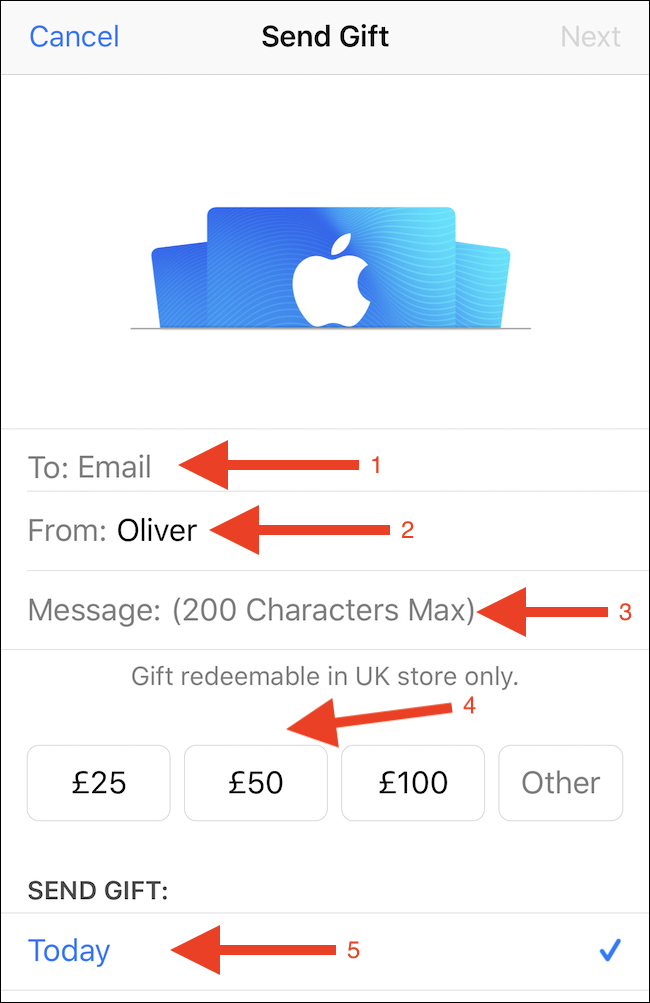 Cancel Send Gift Next
To: Email 1
From: Oliver 2
Message: (200 Characters Max) 3
Gift redeemable in UK store only.
4
£25 £50 £100 Other
SEND GIFT:
Today 5